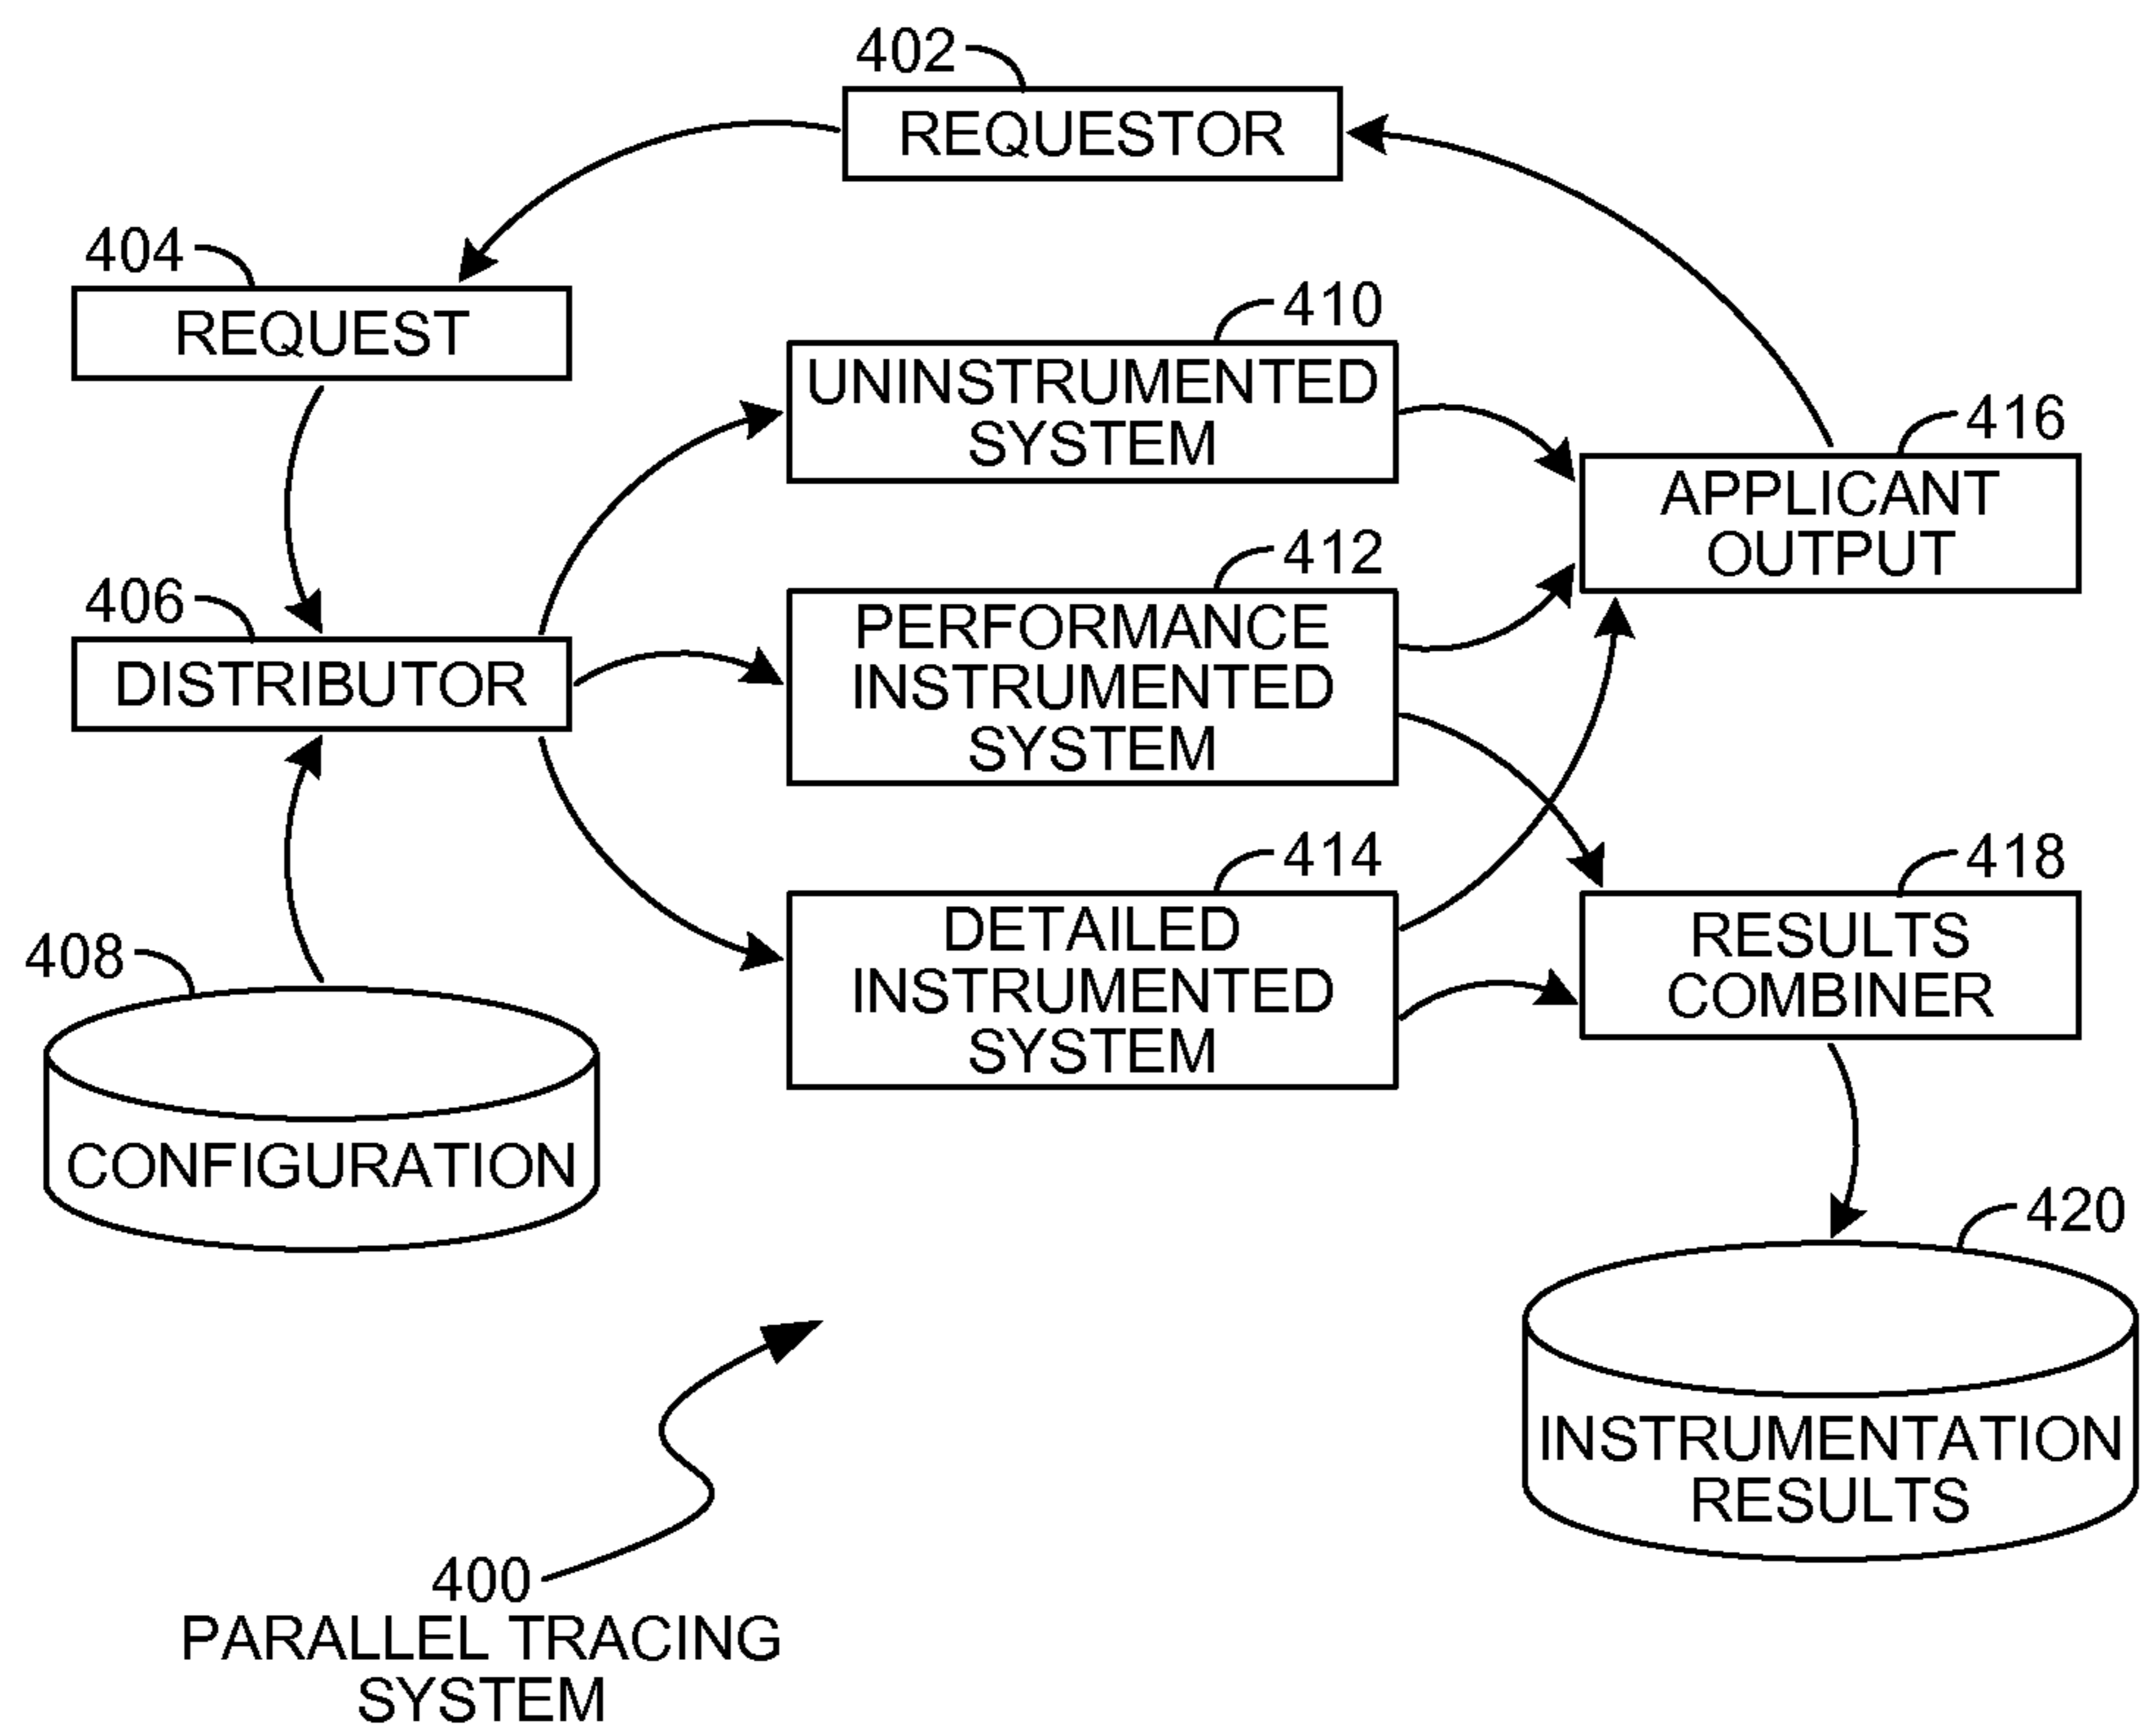 402
REQUESTOR
404
REQUEST
410
UNINSTRUMENTED
SYSTEM
416
APPLICANT
OUTPUT
406
DISTRIBUTOR
412
PERFORMANCE
INSTRUMENTED
SYSTEM
414
DETAILED
INSTRUMENTED
SYSTEM
418
RESULTS
COMBINER
408
CONFIGURATION
420
INSTRUMENTATION
RESULTS
400
PARALLEL TRACING
SYSTEM